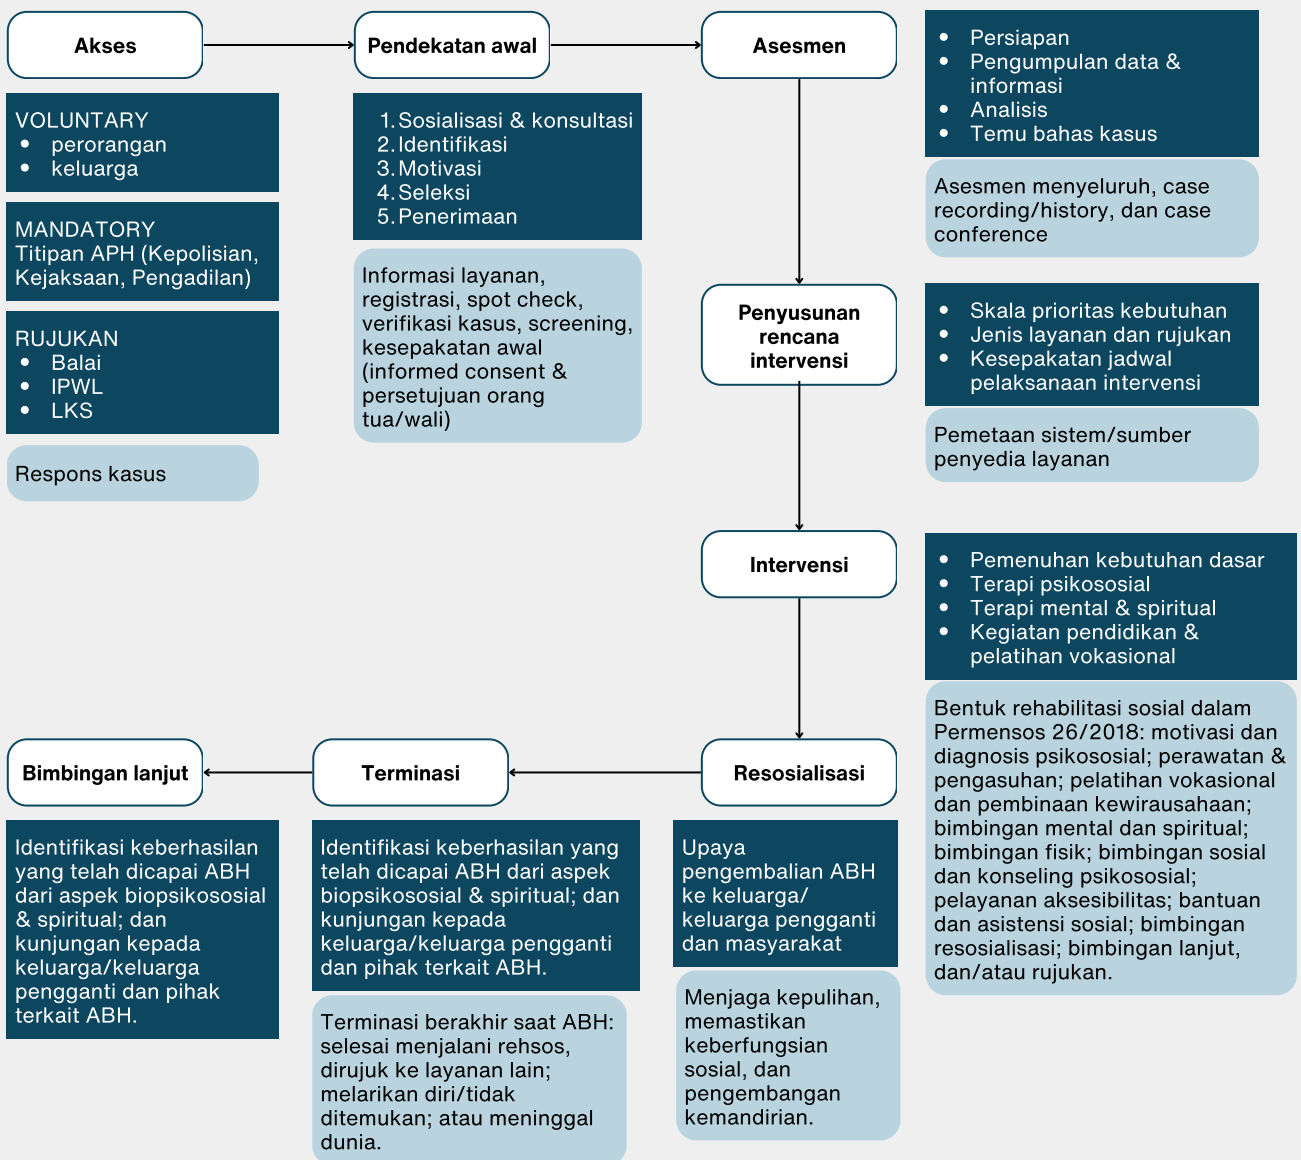 Akses
VOLUNTARY
• perorangan
• keluarga
MANDATORY
Titipan APH (Kepolisian,
Kejaksaan, Pengadilan)
RUJUKAN
• Balai
• IPWL
• LKS
Respons kasus
Pendekatan awal
1. Sosialisasi & konsultasi
2. Identifikasi
3. Motivasi
4. Seleksi
5. Penerimaan
Informasi layanan,
registrasi, spot check,
verifikasi kasus, screening,
kesepakatan awal
(informed consent &
persetujuan orang
tua/wali)
Asesmen
• Persiapan
• Pengumpulan data &
informasi
• Analisis
• Temu bahas kasus
Asesmen menyeluruh, case
recording/history, dan case
conference
Penyusunan
rencana
intervensi
• Skala prioritas kebutuhan
• Jenis layanan dan rujukan
• Kesepakatan jadwal
pelaksanaan intervensi
Pemetaan sistem/sumber
penyedia layanan
Intervensi
• Pemenuhan kebutuhan dasar
• Terapi psikososial
• Terapi mental & spiritual
• Kegiatan pendidikan &
pelatihan vokasional
Bentuk rehabilitasi sosial dalam
Permensos 26/2018: motivasi dan
diagnosis psikososial; perawatan &
pengasuhan; pelatihan vokasional
dan pembinaan kewirausahaan;
bimbingan mental dan spiritual;
bimbingan fisik; bimbingan sosial
dan konseling psikososial;
pelayanan aksesibilitas; bantuan
dan asistensi sosial; bimbingan
resosialisasi; bimbingan lanjut,
dan/atau rujukan.
Resosialisasi
Upaya
pengembalian ABH
ke keluarga/
keluarga pengganti
dan masyarakat
Menjaga kepulihan,
memastikan
keberfungsian
sosial, dan
pengembangan
kemandirian.
Terminasi
Identifikasi keberhasilan yang
telah dicapai ABH dari aspek
biopsikososial & spiritual; dan
kunjungan kepada
keluarga/keluarga pengganti
dan pihak terkait ABH.
Terminasi berakhir saat ABH:
selesai menjalani rehsos,
dirujuk ke layanan lain;
melarikan diri/tidak
ditemukan; atau meninggal
dunia.
Bimbingan lanjut
Identifikasi keberhasilan
yang telah dicapai ABH
dari aspek biopsikososial
& spiritual; dan
kunjungan kepada
keluarga/keluarga
pengganti dan pihak
terkait ABH.